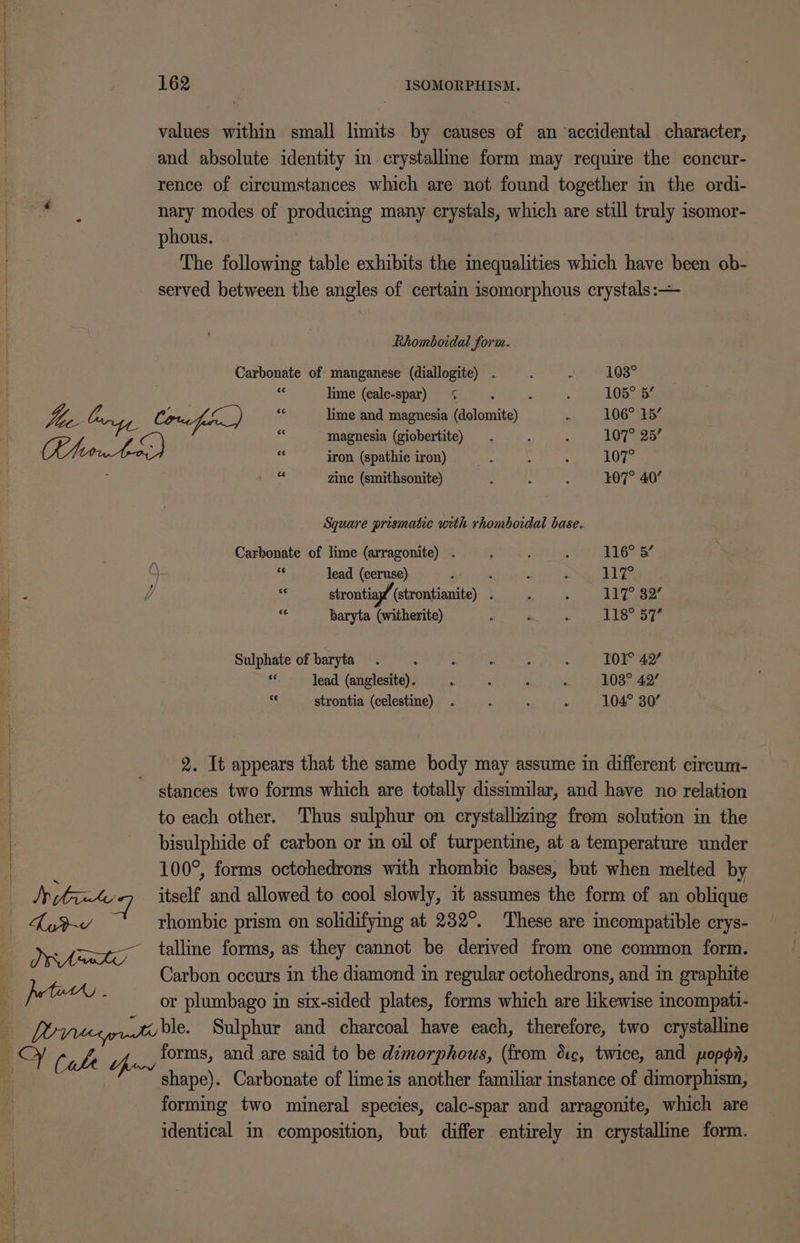 162 ISOMORPHISM.
values within small limits by causes of an accidental character,
and absolute identity in crystalline form may require the concur-
rence of circumstances which are not found together in the ordi-
nary modes of producing many crystals, which are still truly isomor-
phous.
The following table exhibits the inequalities which have been ob-
served between the angles of certain isomorphous crystals:—
Rhomboidal form.
Carbonate of manganese (diallogite) . . . 103°
“ lime (calc-spar) . . . 105° 5′
“ lime and magnesia (dolomite) . 106° 15′
“ magnesia (giobertite) . . . 107° 25′
“ iron (spathic iron) . . . 107°
“ zinc (smithsonite) . . . 107° 40′
Square prismatic with rhomboidal base.
Carbonate of lime (arragonite) . . . . 116° 5′
“ lead (ceruse) . . . . 117°
“ strontia (strontianite) . . . 117° 32′
“ baryta (witherite) . . . 118° 57′
Sulphate of baryta . . . . . . 101° 42′
“ lead (anglesite). . . . . 103° 42′
“ strontia (celestine) . . . . 104° 30′
2. It appears that the same body may assume in different circum-
stances two forms which are totally dissimilar, and have no relation
to each other. Thus sulphur on crystallizing from solution in the
bisulphide of carbon or in oil of turpentine, at a temperature under
100°, forms octohedrons with rhombic bases, but when melted by
itself and allowed to cool slowly, it assumes the form of an oblique
rhombic prism on solidifying at 232°. These are incompatible crys-
talline forms, as they cannot be derived from one common form.
Carbon occurs in the diamond in regular octohedrons, and in graphite
or plumbago in six-sided plates, forms which are likewise incompati-
ble. Sulphur and charcoal have each, therefore, two crystalline
forms, and are said to be dimorphous, (from δις, twice, and μορφὴ,
shape). Carbonate of lime is another familiar instance of dimorphism,
forming two mineral species, calc-spar and arragonite, which are
identical in composition, but differ entirely in crystalline form.